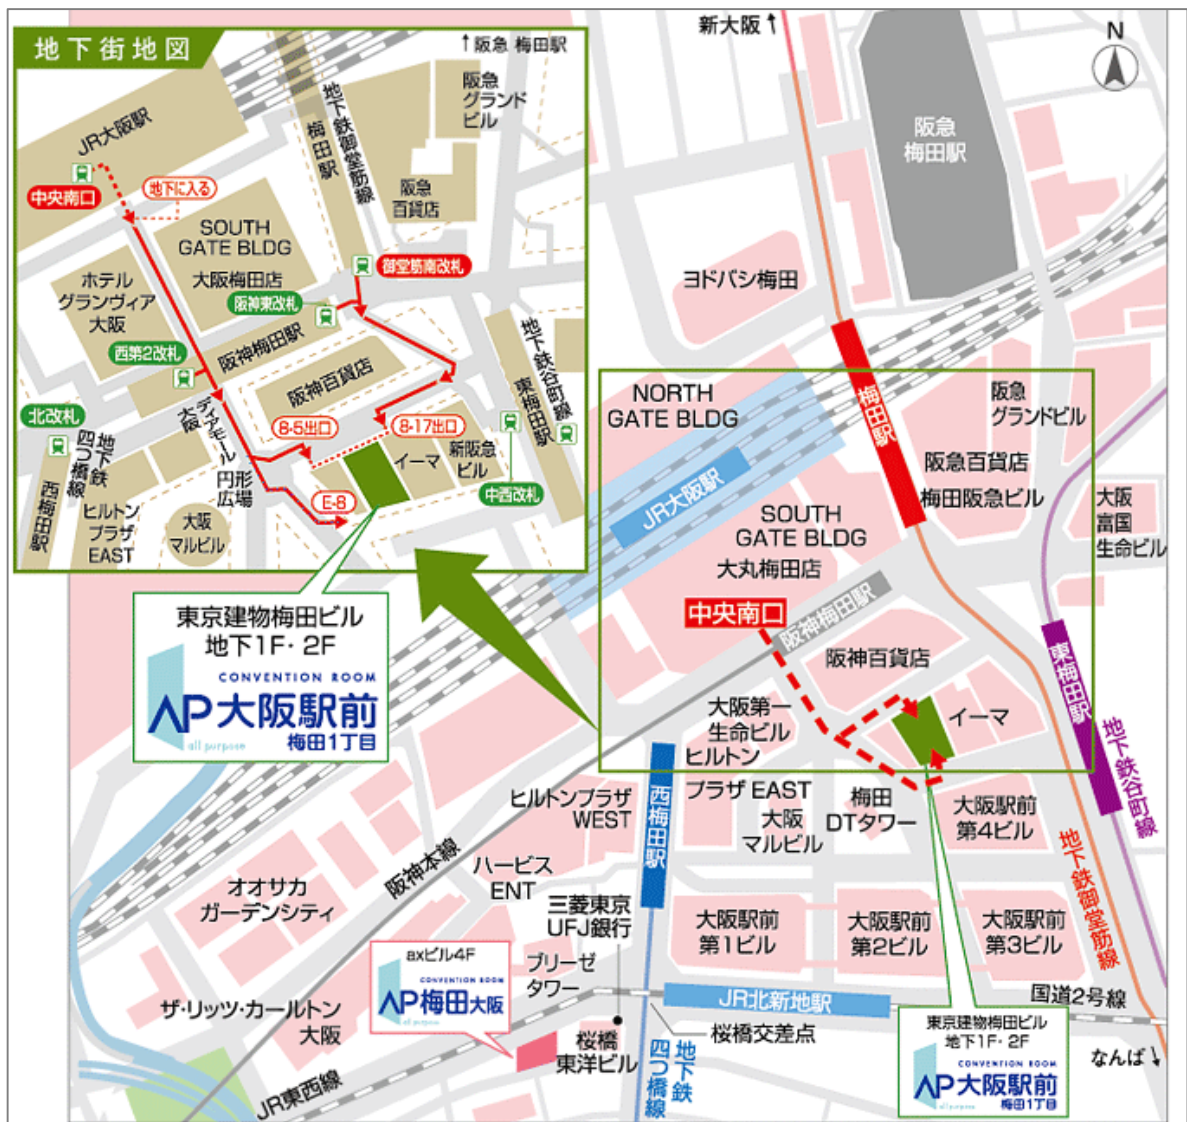 地下街地図
↑阪急 梅田駅
阪急
グランド
ビル
JR大阪駅
中央南口
地下に入る
地下鉄御堂筋線
梅田駅
阪急
百貨店
SOUTH
GATE BLDG
大阪梅田店
ホテル
グランヴィア
大阪
御堂筋南改札
阪神東改札
西第2改札
阪神梅田駅
阪神百貨店
地下鉄谷町線
東梅田駅
北改札
地下鉄
四つ橋線
西梅田駅
ディアモール
大阪
円形
広場
8-5出口
8-17出口
イーマ
新阪急
ビル
中西改札
E-8
ヒルトン
プラザ
EAST
大阪
マルビル
東京建物梅田ビル
地下1F・2F
CONVENTION ROOM
AP大阪駅前
all purpose
梅田1丁目
新大阪↑
N
阪急
梅田駅
ヨドバシ梅田
NORTH
GATE BLDG
梅田駅
阪急
グランドビル
阪急百貨店
梅田阪急ビル
JR大阪駅
SOUTH
GATE BLDG
大丸梅田店
大阪
富国
生命ビル
中央南口
阪神梅田駅
阪神百貨店
東梅田駅
大阪第一
生命ビル
イーマ
ヒルトン
プラザ EAST
西梅田駅
地下鉄谷町線
ヒルトンプラザ
WEST
大阪
マルビル
梅田
DTタワー
大阪駅前
第4ビル
阪神本線
ハービス
ENT
オオサカ
ガーデンシティ
地下鉄御堂筋線
三菱東京
UFJ銀行
大阪駅前
第1ビル
大阪駅前
第2ビル
大阪駅前
第3ビル
axビル4F
CONVENTION ROOM
AP梅田大阪
all purpose
ブリーゼ
タワー
JR北新地駅
国道2号線
ザ・リッツ・カールトン
大阪
桜橋
東洋ビル
桜橋交差点
地下鉄
四つ橋線
JR東西線
東京建物梅田ビル
地下1F・2F
CONVENTION ROOM
AP大阪駅前
all purpose
梅田1丁目
なんば↓